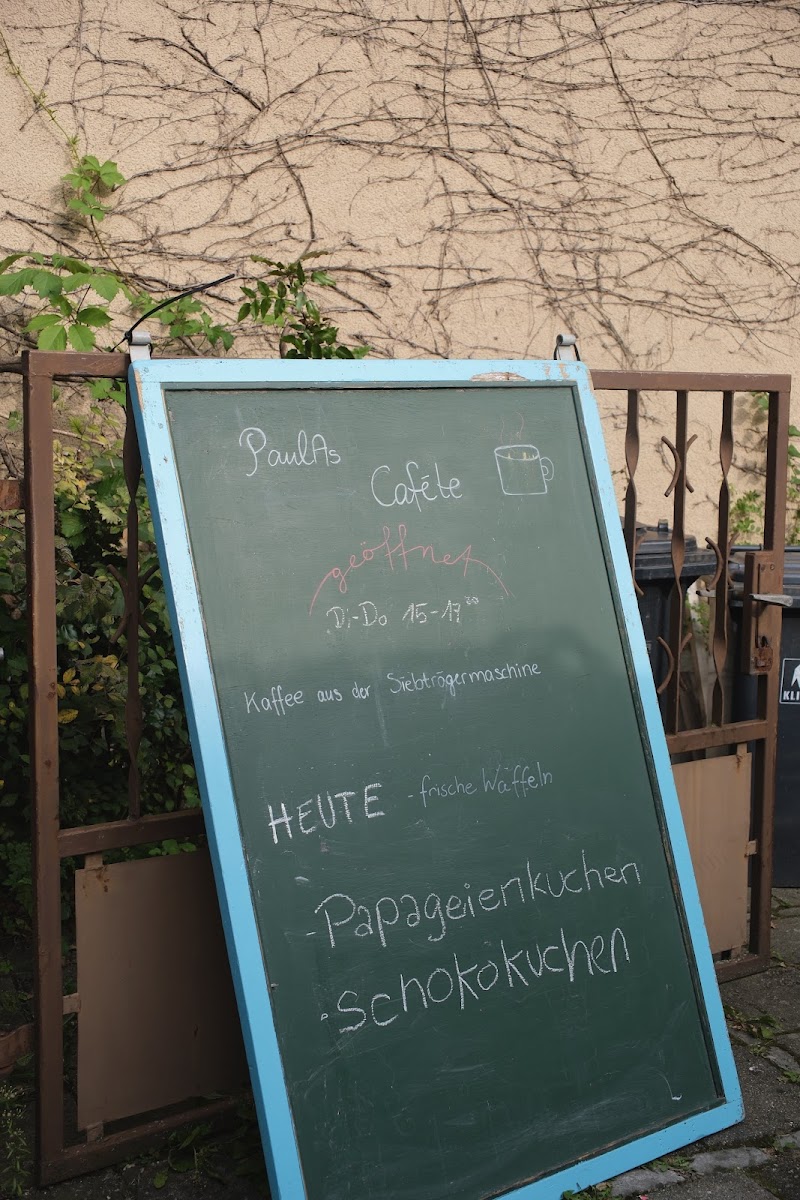 PaulAs
Caféte
geöffnet
Di-Do 15-17³⁰
Kaffee aus der Siebträgermaschine
HEUTE - frische Waffeln
- Papageienkuchen
- Schokokuchen